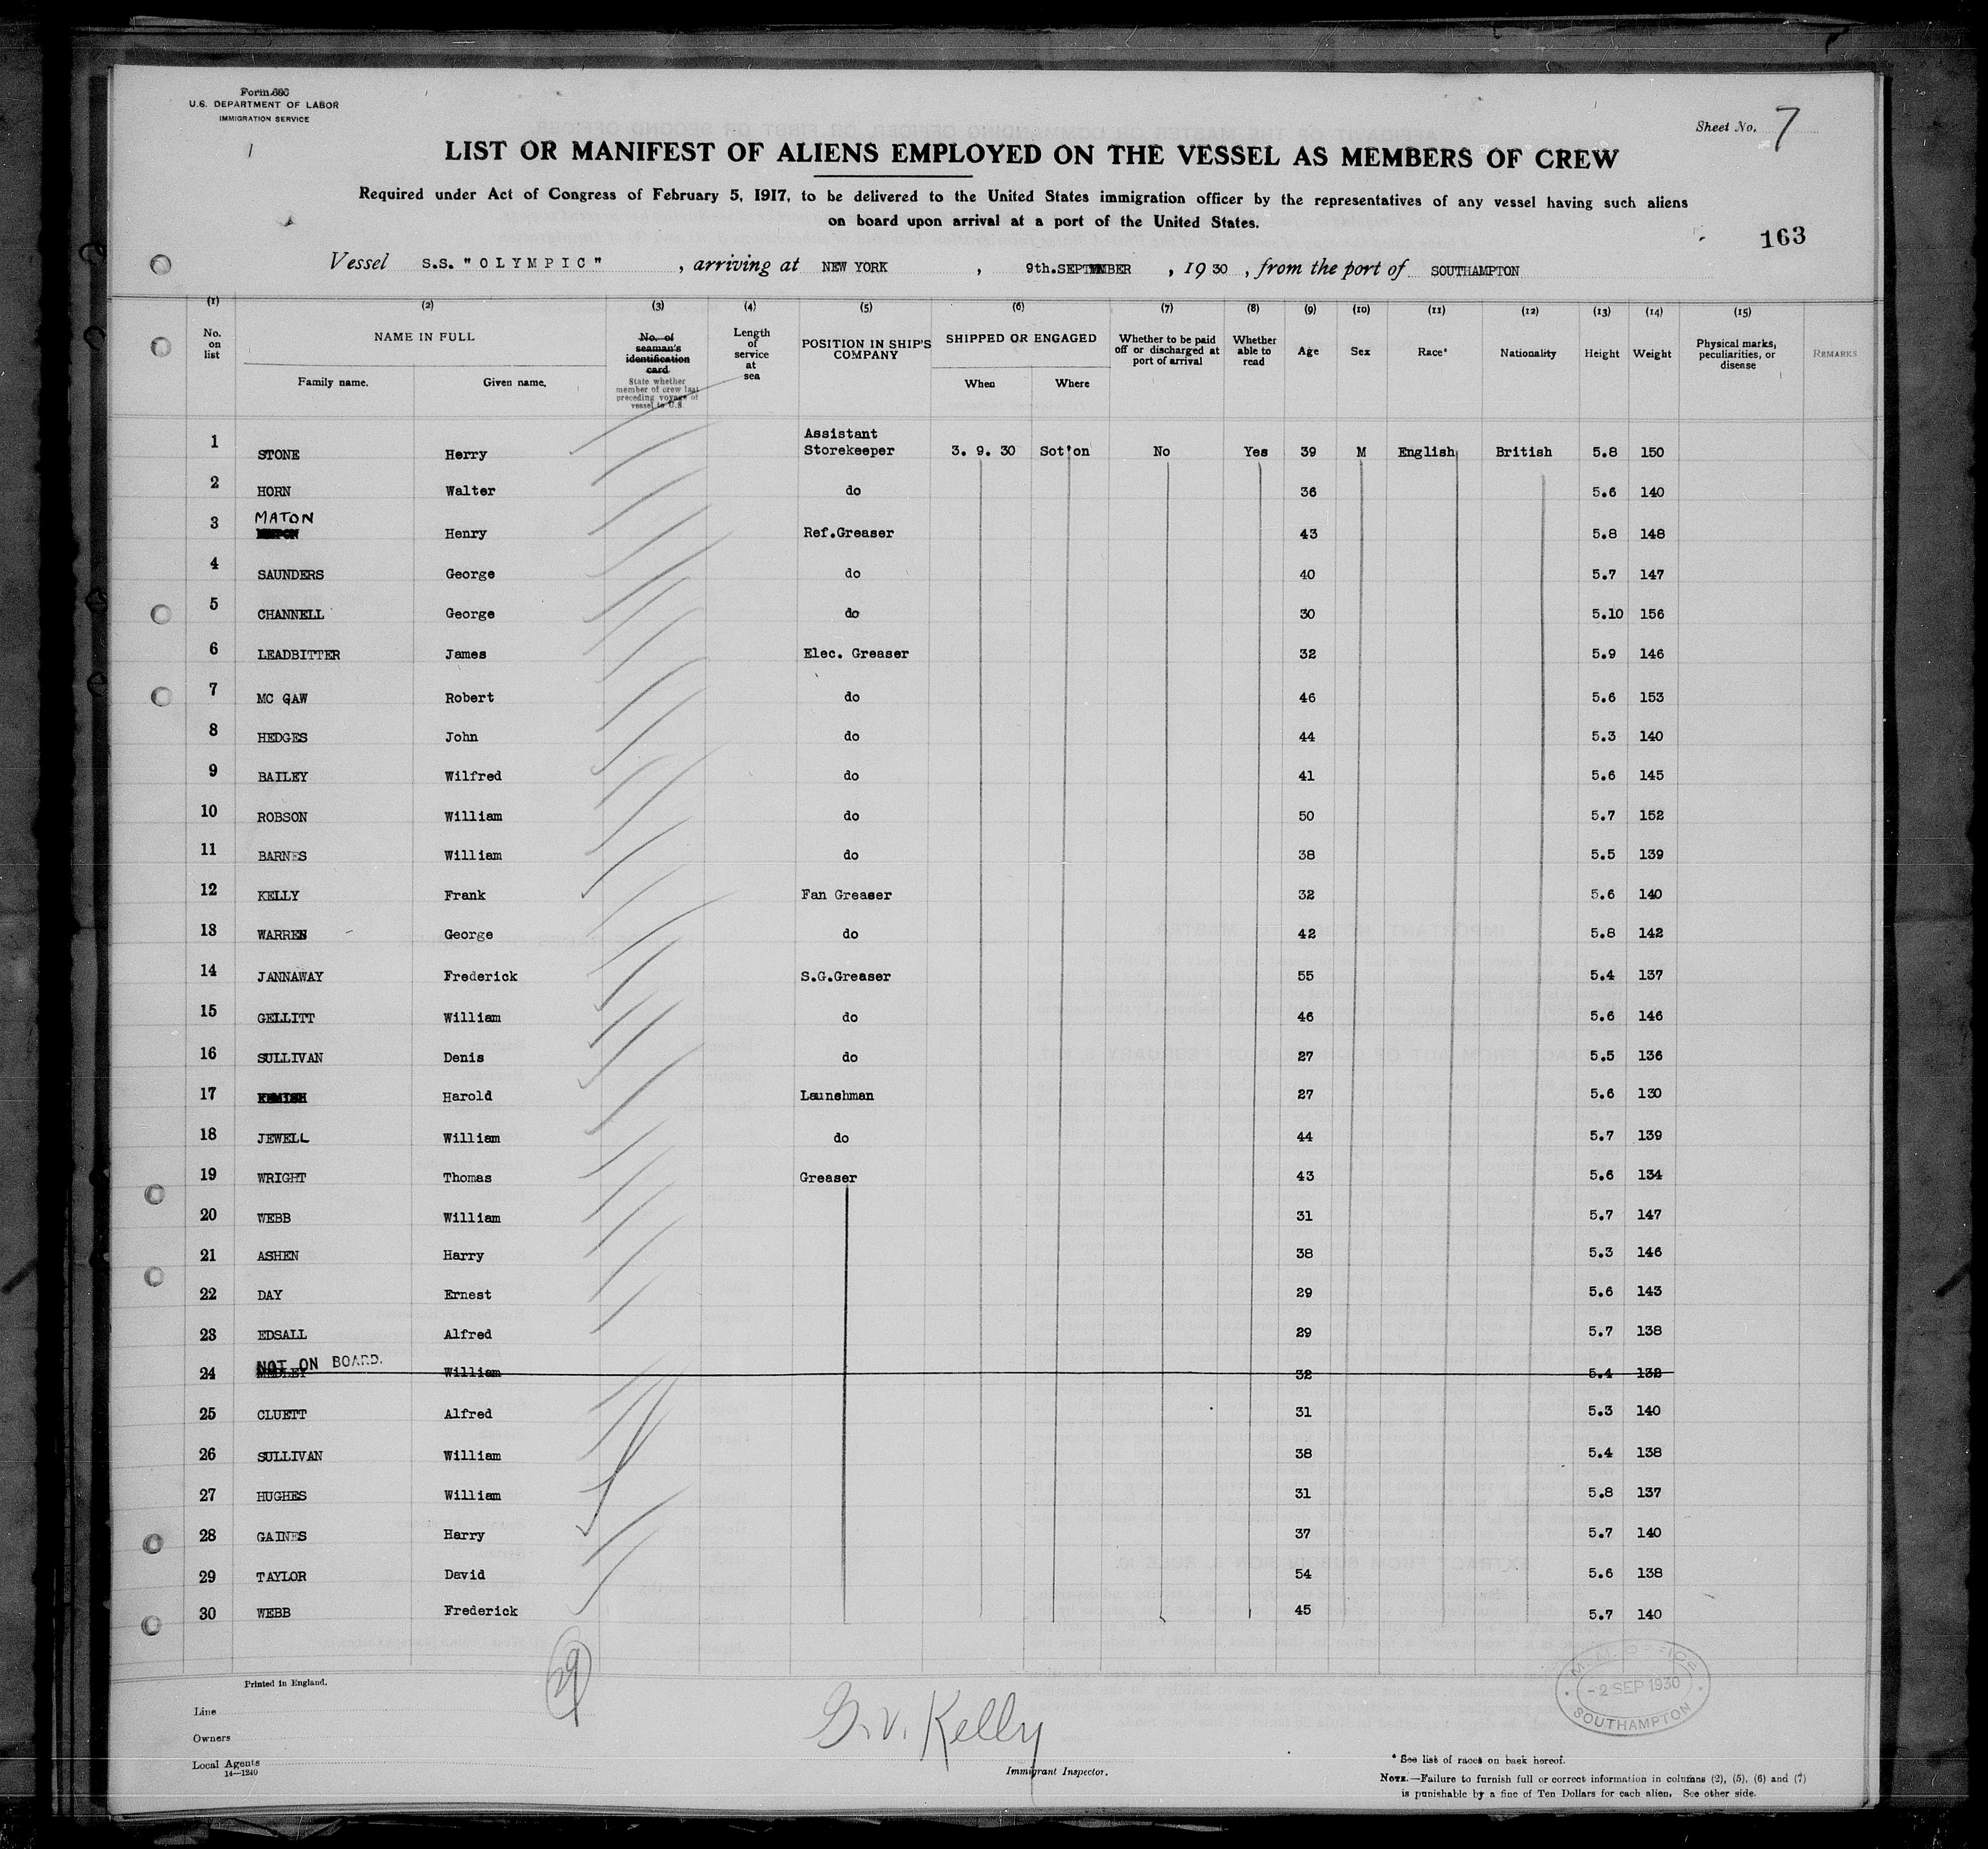 Form 680
U.S. DEPARTMENT OF LABOR
IMMIGRATION SERVICE
Sheet No. 7
LIST OR MANIFEST OF ALIENS EMPLOYED ON THE VESSEL AS MEMBERS OF CREW
Required under Act of Congress of February 5, 1917, to be delivered to the United States immigration officer by the representatives of any vessel having such aliens
on board upon arrival at a port of the United States.
163
Vessel S.S. "OLYMPIC", arriving at NEW YORK, 9th. SEPTEMBER, 1930, from the port of SOUTHAMPTON
(1) (2) (3) (4) (5) (6) (7) (8) (9) (10) (11) (12) (13) (14) (15)
No. on list NAME IN FULL Family name. Given name. No. of seaman's identification card State whether member of crew last preceding voyage of vessel to U.S. Length of service at sea POSITION IN SHIP'S COMPANY SHIPPED OR ENGAGED When Where Whether to be paid off or discharged at port of arrival Whether able to read Age Sex Race* Nationality Height Weight Physical marks, peculiarities, or disease REMARKS
1 STONE Herry Assistant Storekeeper 3. 9. 30 Sot'on No Yes 39 M English British 5.8 150
2 HORN Walter do 36 5.6 140
3 MATON Henry Ref.Greaser 43 5.8 148
4 SAUNDERS George do 40 5.7 147
5 CHANNELL George do 30 5.10 156
6 LEADBITTER James Elec. Greaser 32 5.9 146
7 MC GAW Robert do 46 5.6 153
8 HEDGES John do 44 5.3 140
9 BAILEY Wilfred do 41 5.6 145
10 ROBSON William do 50 5.7 152
11 BARNES William do 38 5.5 139
12 KELLY Frank Fan Greaser 32 5.6 140
13 WARREN George do 42 5.8 142
14 JANNAWAY Frederick S.G.Greaser 55 5.4 137
15 GELLITT William do 46 5.6 146
16 SULLIVAN Denis do 27 5.5 136
17 Harold Launshman 27 5.6 130
18 JEWELL William do 44 5.7 139
19 WRIGHT Thomas Greaser 43 5.6 134
20 WEBB William 31 5.7 147
21 ASHEN Harry 38 5.3 146
22 DAY Ernest 29 5.6 143
23 EDSALL Alfred 29 5.7 138
NOT ON BOARD.
24 MEDLEY William 32 5.4 132
25 CLUETT Alfred 31 5.3 140
26 SULLIVAN William 38 5.4 138
27 HUGHES William 31 5.8 137
28 GAINES Harry 37 5.7 140
29 TAYLOR David 54 5.6 138
30 WEBB Frederick 45 5.7 140
29
Printed in England.
Line
Owners
Local Agents
14—1240
G.V. Kelly
Immigrant Inspector.
- 2 SEP 1930
SOUTHAMPTON
* See list of races on back hereof.
NOTE.—Failure to furnish full or correct information in columns (2), (5), (6) and (7)
is punishable by a fine of Ten Dollars for each alien. See other side.